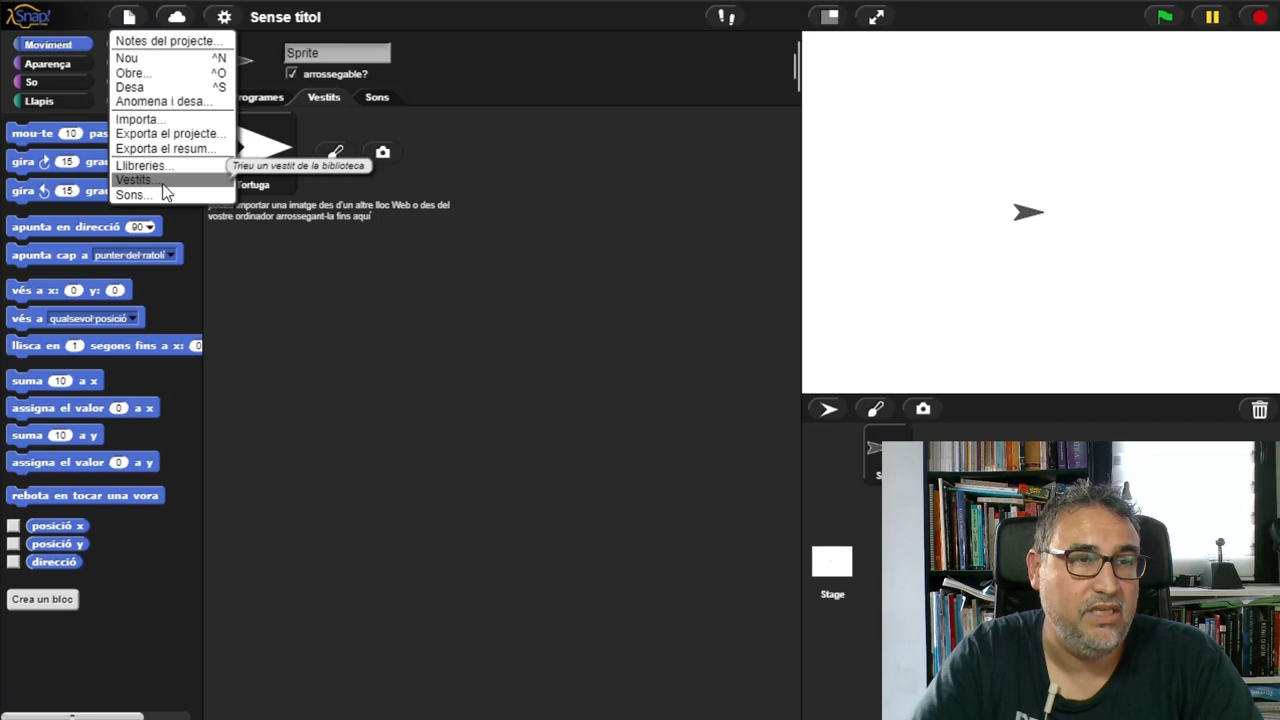 Snap!
Sense títol
Moviment
Aparença
So
Llapis
Notes del projecte...
Nou ^N
Obre... ^O
Desa ^S
Anomena i desa...
Importa...
Exporta el projecte...
Exporta el resum...
Llibreries...
Vestits...
Sons...
Trieu un vestit de la biblioteca
Sprite
arrossegable?
rogrames
Vestits
Sons
Tortuga
importar una imatge des d'un altre lloc Web o des del
vostre ordinador arrossegant-la fins aquí
mou-te 10 pas
gira 15 grau
gira 15 grau
apunta en direcció 90
apunta cap a punter del ratolí
vés a x: 0 y: 0
vés a qualsevol posició
llisca en 1 segons fins a x: 0
suma 10 a x
assigna el valor 0 a x
suma 10 a y
assigna el valor 0 a y
rebota en tocar una vora
posició x
posició y
direcció
Crea un bloc
S
Stage